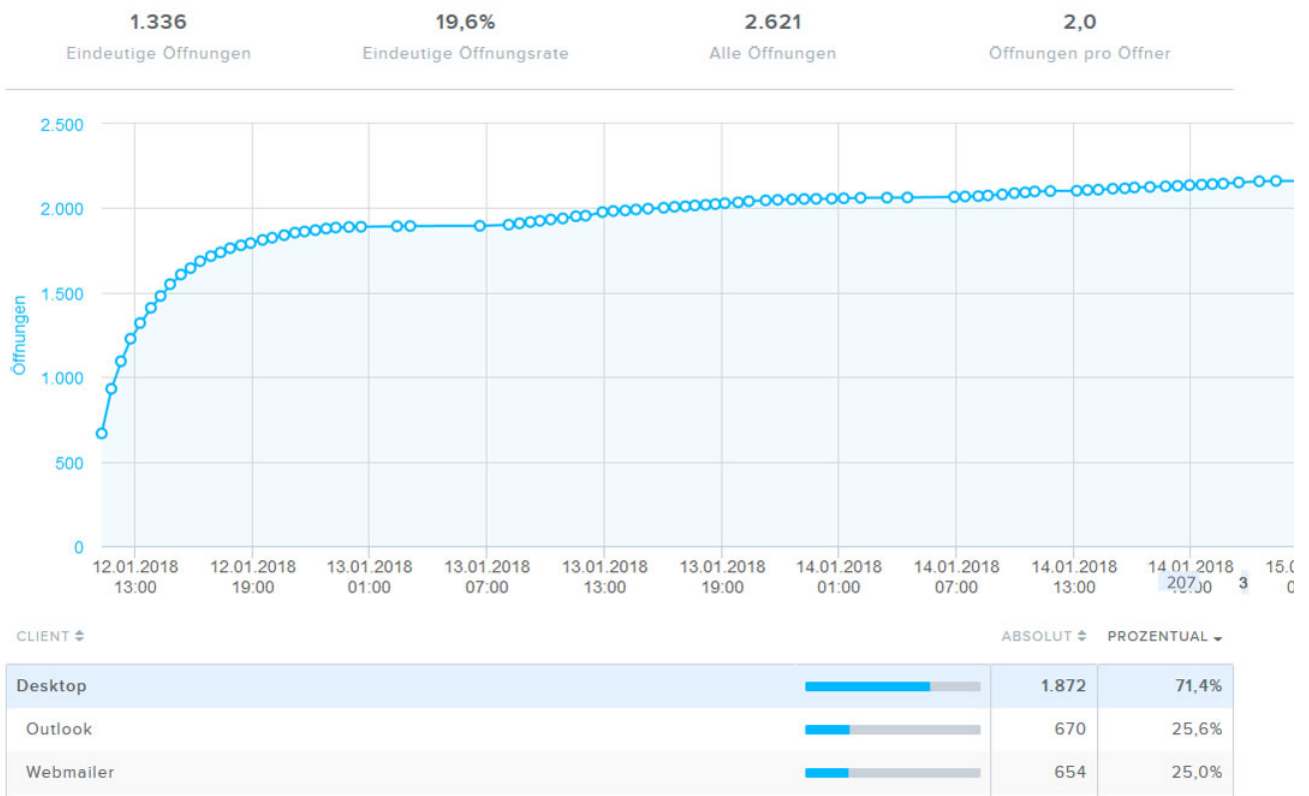 1.336 19,6% 2.621 2,0
Eindeutige Öffnungen Eindeutige Öffnungsrate Alle Öffnungen Öffnungen pro Öffner
2.500
2.000
1.500
1.000
500
0
Öffnungen
12.01.2018 12.01.2018 13.01.2018 13.01.2018 13.01.2018 13.01.2018 14.01.2018 14.01.2018 14.01.2018 14.01.2018
13:00 19:00 01:00 07:00 13:00 19:00 01:00 07:00 13:00 207 3
CLIENT ABSOLUT PROZENTUAL
Desktop 1.872 71,4%
Outlook 670 25,6%
Webmailer 654 25,0%